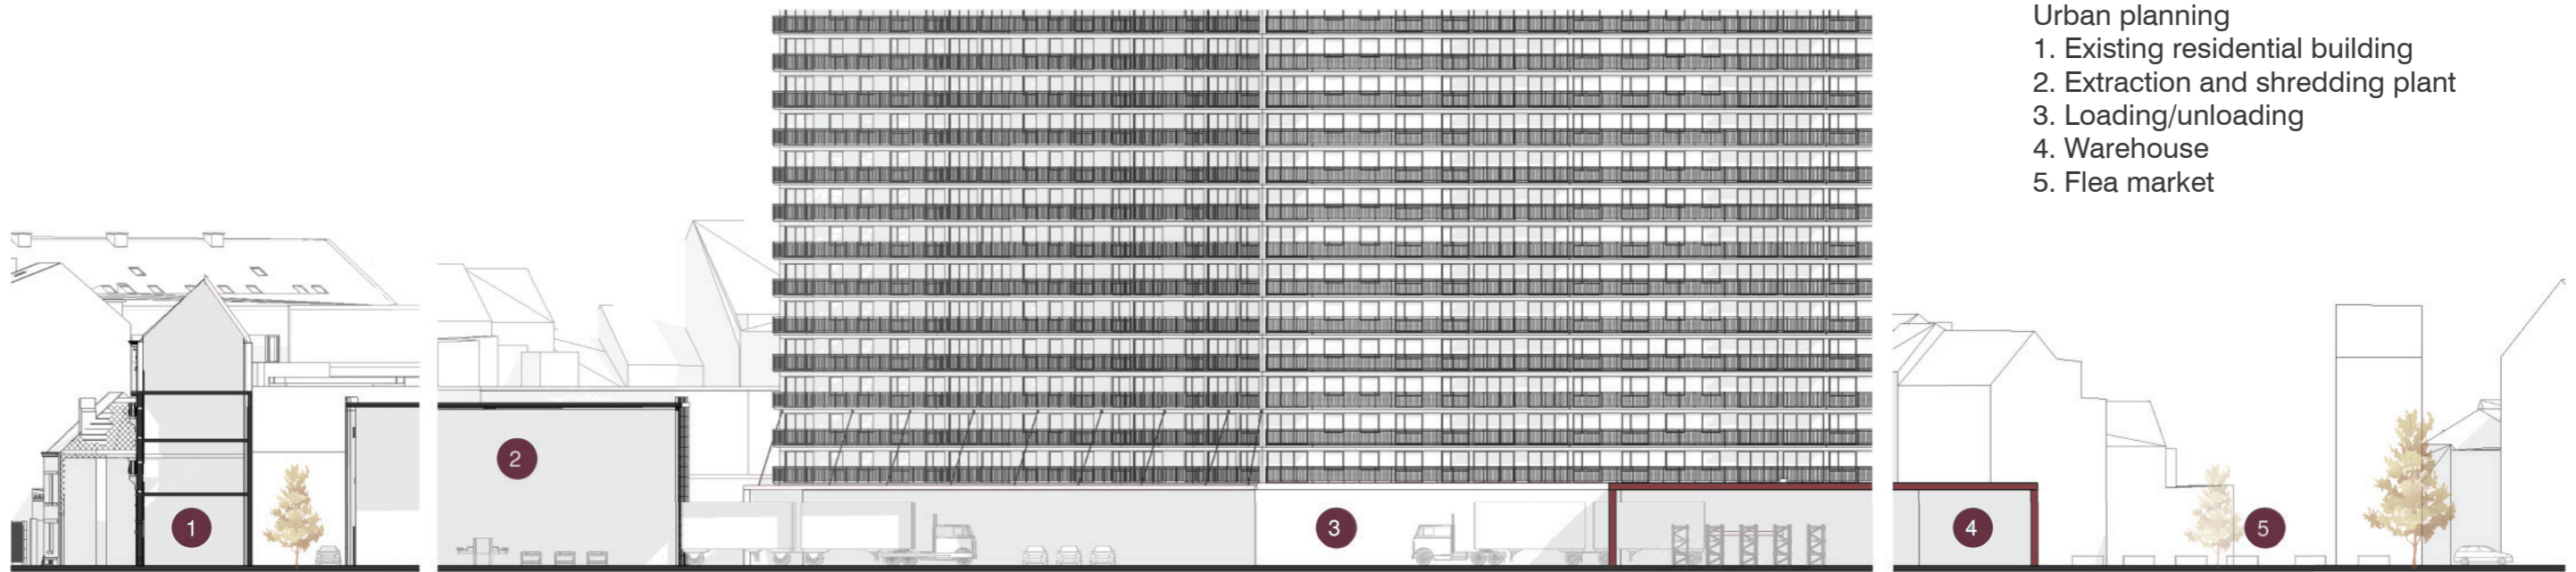 Urban planning
1. Existing residential building
2. Extraction and shredding plant
3. Loading/unloading
4. Warehouse
5. Flea market
1
2
3
4
5